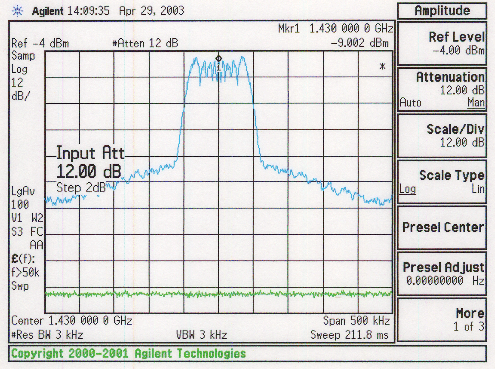 Agilent 14:09:35 Apr 29, 2003
Mkr1 1.430 000 0 GHz
Ref -4 dBm #Atten 12 dB -9.002 dBm
Samp
Log
12
dB/
Input Att
12.00 dB
Step 2dB
LgAv
100
V1 W2
S3 FC
AA
£(f):
f>50k
Swp
Center 1.430 000 0 GHz Span 500 kHz
#Res BW 3 kHz VBW 3 kHz Sweep 211.8 ms
Copyright 2000-2001 Agilent Technologies
Amplitude
Ref Level
-4.00 dBm
Attenuation
12.00 dB
Auto Man
Scale/Div
12.00 dB
Scale Type
Log Lin
Presel Center
Presel Adjust
0.00000000 Hz
More
1 of 3